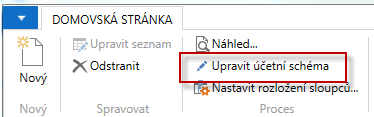 DOMOVSKÁ STRÁNKA
Nový
Upravit seznam
Odstranit
Náhled...
Upravit účetní schéma
Nastavit rozložení sloupců...
Nový
Spravovat
Proces